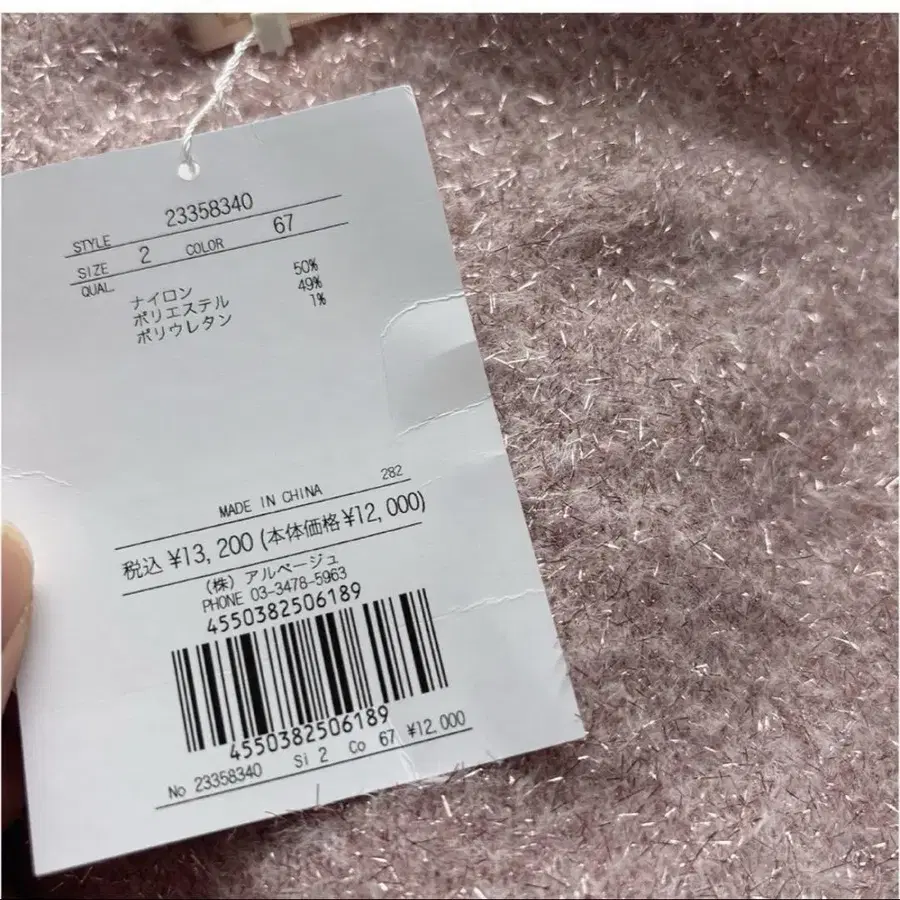 STYLE 23358340
SIZE 2 COLOR 67
QUAL.
ナイロン 50%
ポリエステル 49%
ポリウレタン 1%
282
MADE IN CHINA
税込 ¥13,200(本体価格¥12,000)
(株) アルページュ
PHONE 03-3478-5963
4550382506189
4550382506189
No 23358340 Si 2 Co 67 ¥12,000